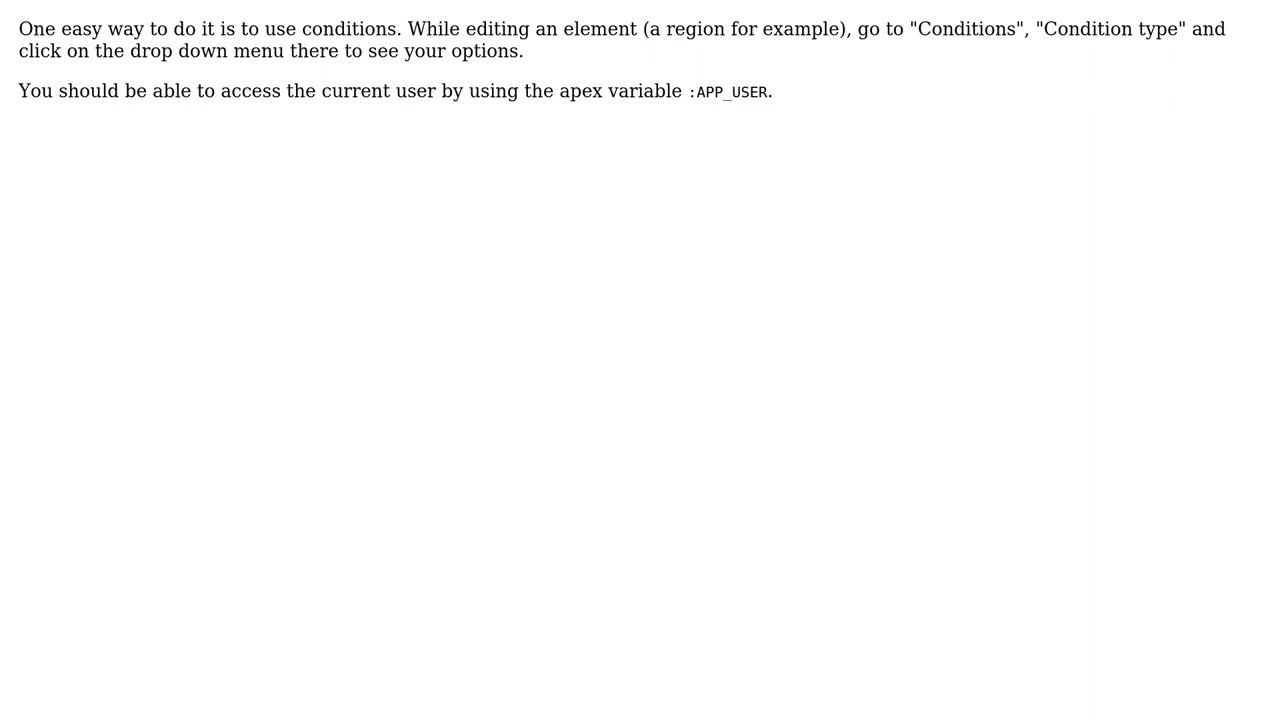 One easy way to do it is to use conditions. While editing an element (a region for example), go to "Conditions", "Condition type" and
click on the drop down menu there to see your options.
You should be able to access the current user by using the apex variable :APP_USER.